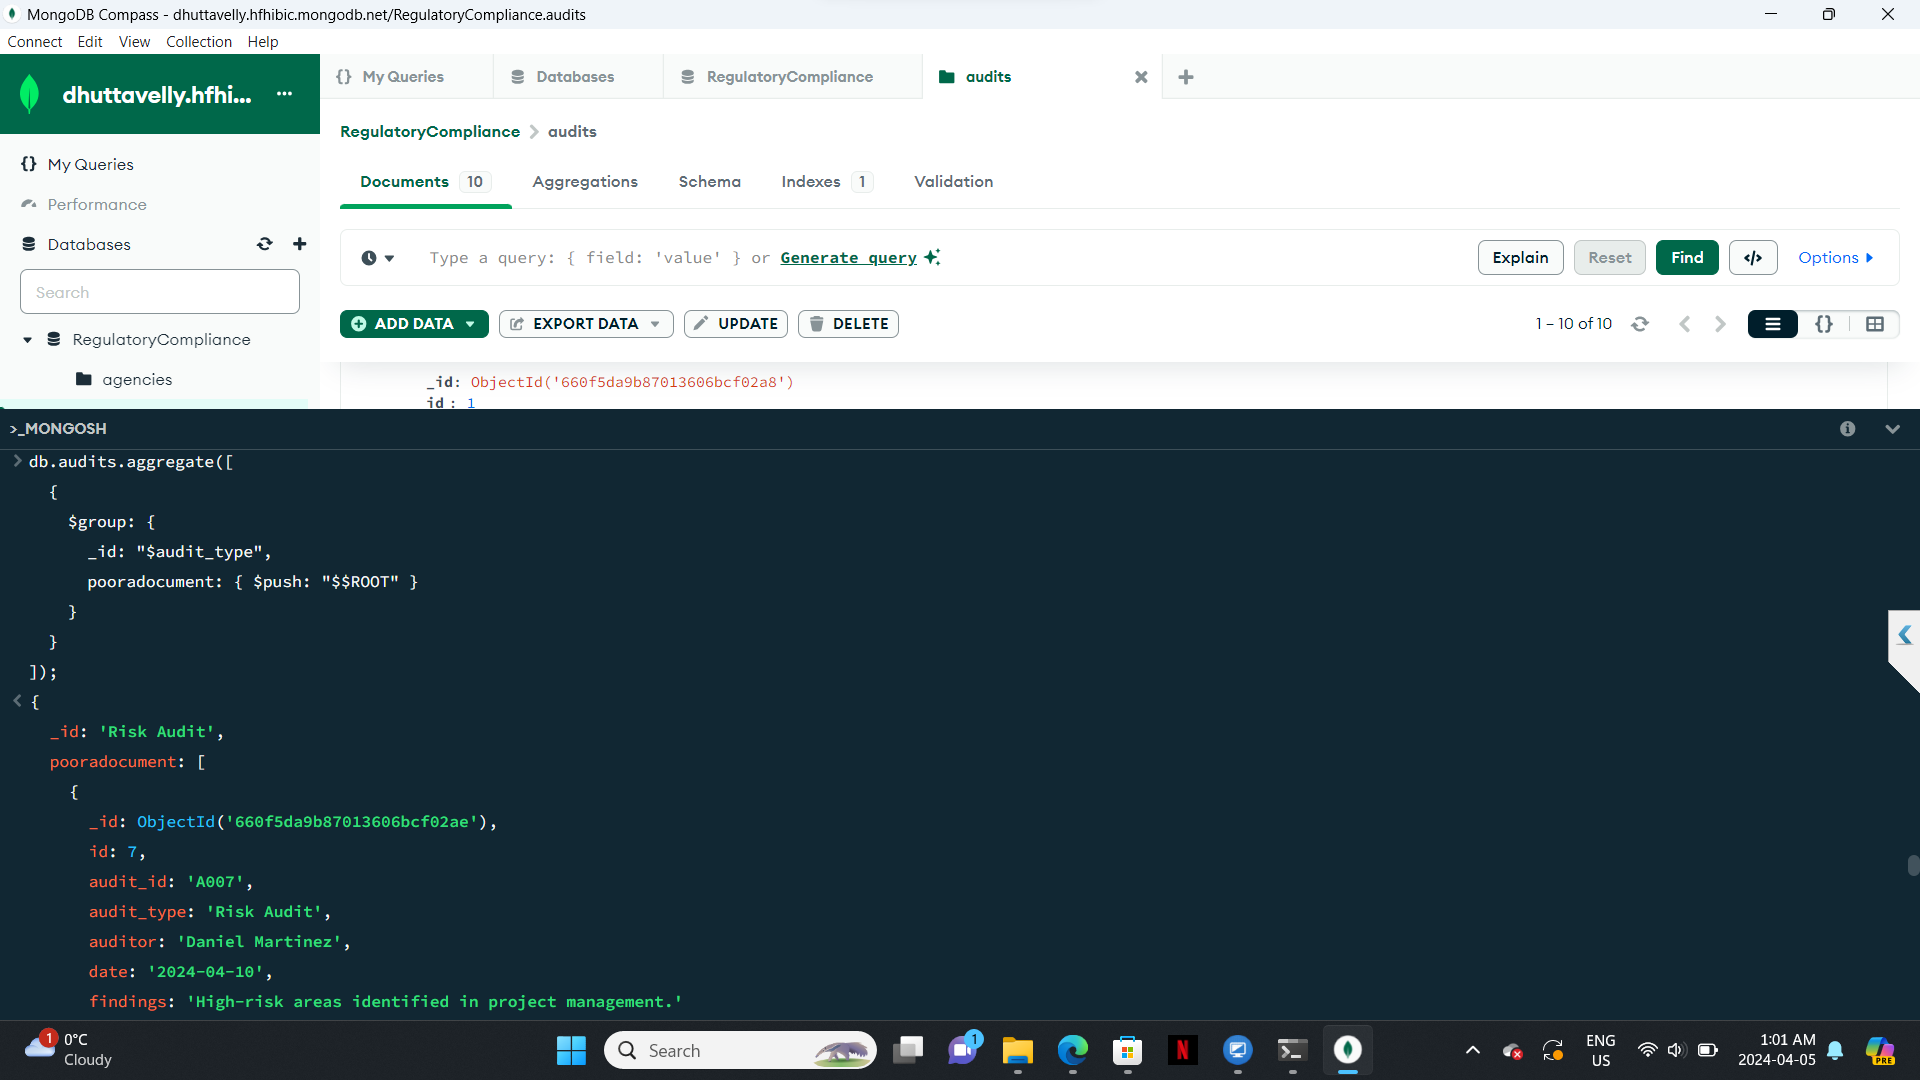 MongoDB Compass - dhuttavelly.hfhibic.mongodb.net/RegulatoryCompliance.audits
Connect Edit View Collection Help
dhuttavelly.hfhi... ...
{} My Queries
Databases
RegulatoryCompliance
audits
My Queries
Performance
Databases
Search
RegulatoryCompliance
agencies
RegulatoryCompliance > audits
Documents 10 Aggregations Schema Indexes 1 Validation
Type a query: { field: 'value' } or Generate query
Explain Reset Find </> Options
ADD DATA EXPORT DATA UPDATE DELETE
1 – 10 of 10 {}
_id: ObjectId('660f5da9b87013606bcf02a8')
id : 1
>_MONGOSH
> db.audits.aggregate([
{
$group: {
_id: "$audit_type",
pooradocument: { $push: "$$ROOT" }
}
}
]);
< {
_id: 'Risk Audit',
pooradocument: [
{
_id: ObjectId('660f5da9b87013606bcf02ae'),
id: 7,
audit_id: 'A007',
audit_type: 'Risk Audit',
auditor: 'Daniel Martinez',
date: '2024-04-10',
findings: 'High-risk areas identified in project management.'
1
0°C
Cloudy
Search
1
N
ENG
US
1:01 AM
2024-04-05
PRE